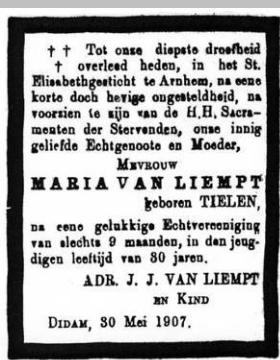 † † Tot onze diepste droefheid
† overleed heden, in het St.
Elisabethgesticht te Arnhem, na eene
korte doch hevige ongesteldheid, na
voorzien te zijn van de H.H. Sacra-
menten der Stervenden, onze innig
geliefde Echtgenoote en Moeder,
MEVROUW
MARIA VAN LIEMPT
geboren TIELEN,
na eene gelukkige Echtvereeniging
van slechts 9 maanden, in den jeug-
digen leeftijd van 30 jaren.
ADR. J. J. VAN LIEMPT
EN KIND
DIDAM, 30 Mei 1907.